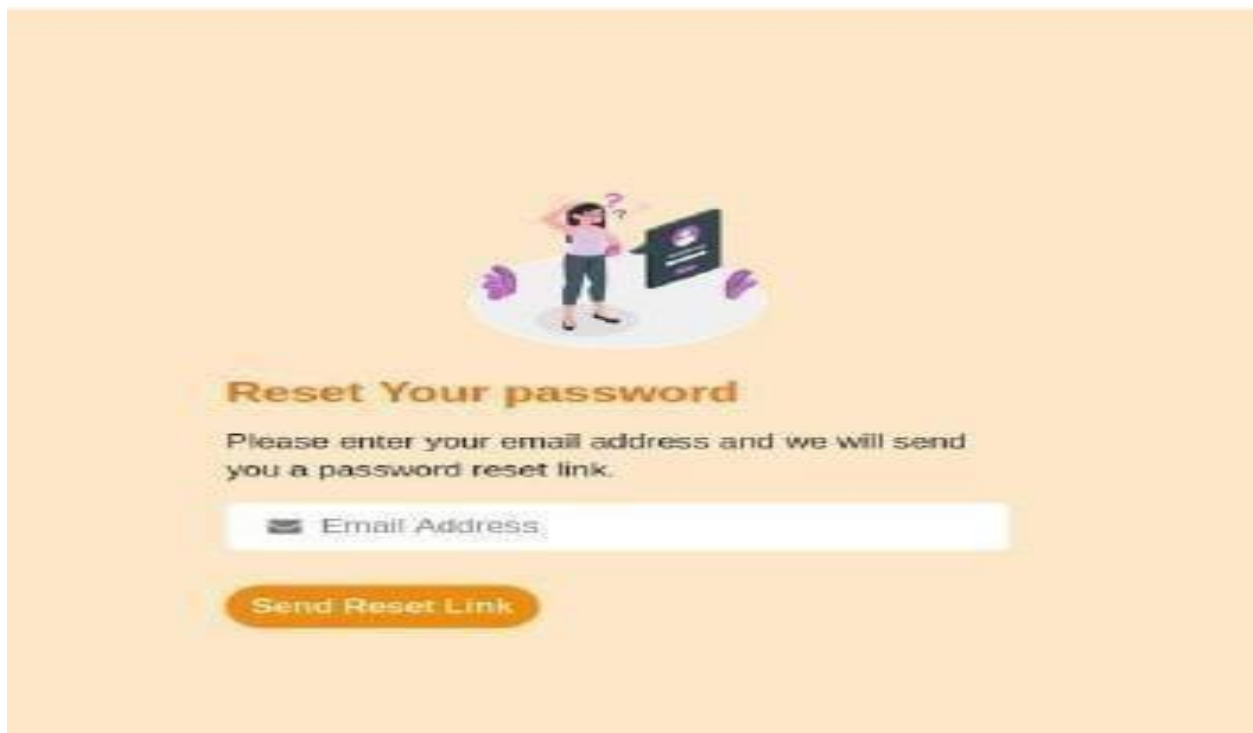 Reset Your password
Please enter your email address and we will send
you a password reset link.
Email Address
Send Reset Link